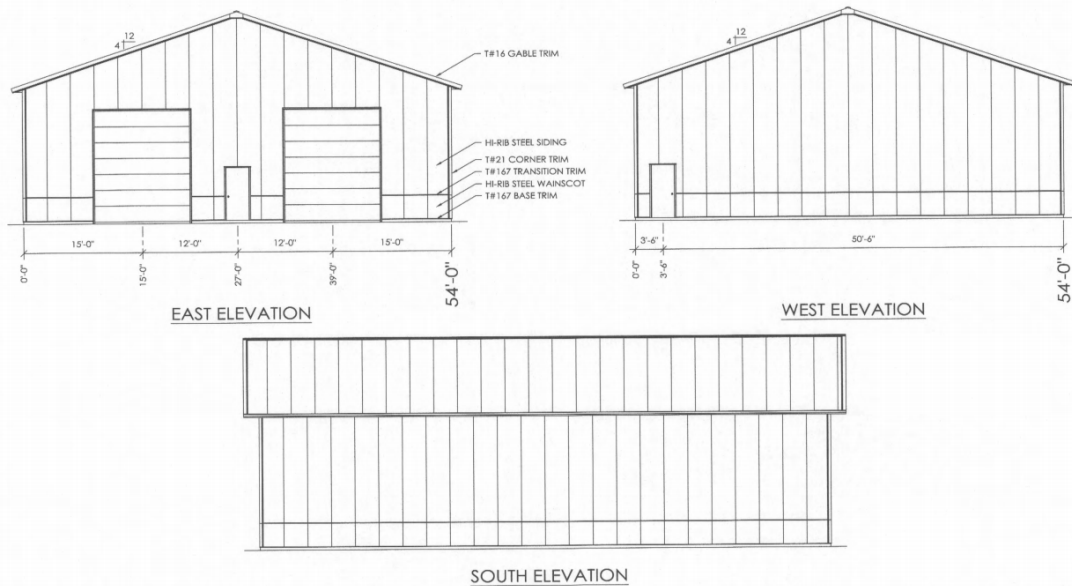 12
4
T#16 GABLE TRIM
HI-RIB STEEL SIDING
T#21 CORNER TRIM
T#167 TRANSITION TRIM
HI-RIB STEEL WAINSCOT
T#167 BASE TRIM
15'-0" 12'-0" 12'-0" 15'-0"
0'-0" 15'-0" 27'-0" 39'-0" 54'-0"
EAST ELEVATION
12
4
3'-6" 50'-6"
0'-0" 3'-6" 54'-0"
WEST ELEVATION
SOUTH ELEVATION